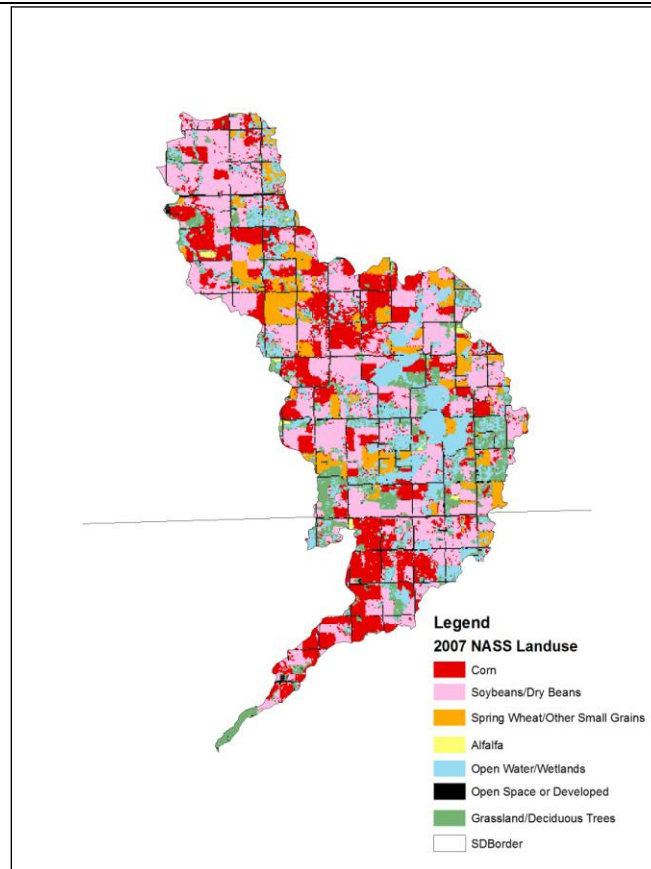 Legend
2007 NASS Landuse
Corn
Soybeans/Dry Beans
Spring Wheat/Other Small Grains
Alfalfa
Open Water/Wetlands
Open Space or Developed
Grassland/Deciduous Trees
SDBorder